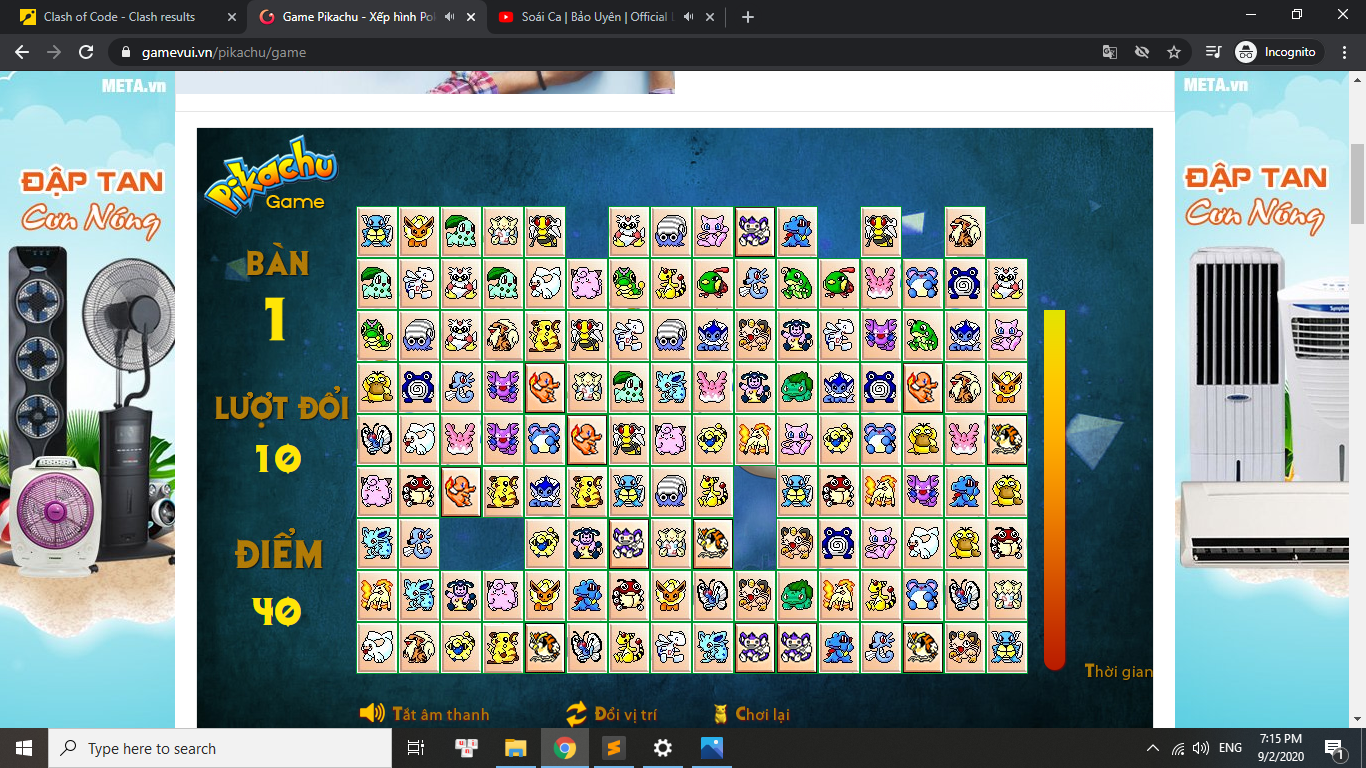 Clash of Code - Clash results
Game Pikachu - Xếp hình Pok
Soái Ca | Bảo Uyên | Official
gamevui.vn/pikachu/game
Incognito
META.vn
ĐẬP TAN
Cơn Nóng
META.vn
ĐẬP TAN
Cơn Nóng
Pikachu
Game
BÀN
1
LƯỢT ĐỔI
10
ĐIỂM
40
Thời gian
Tắt âm thanh
Đổi vị trí
Chơi lại
Type here to search
ENG
7:15 PM
9/2/2020
1